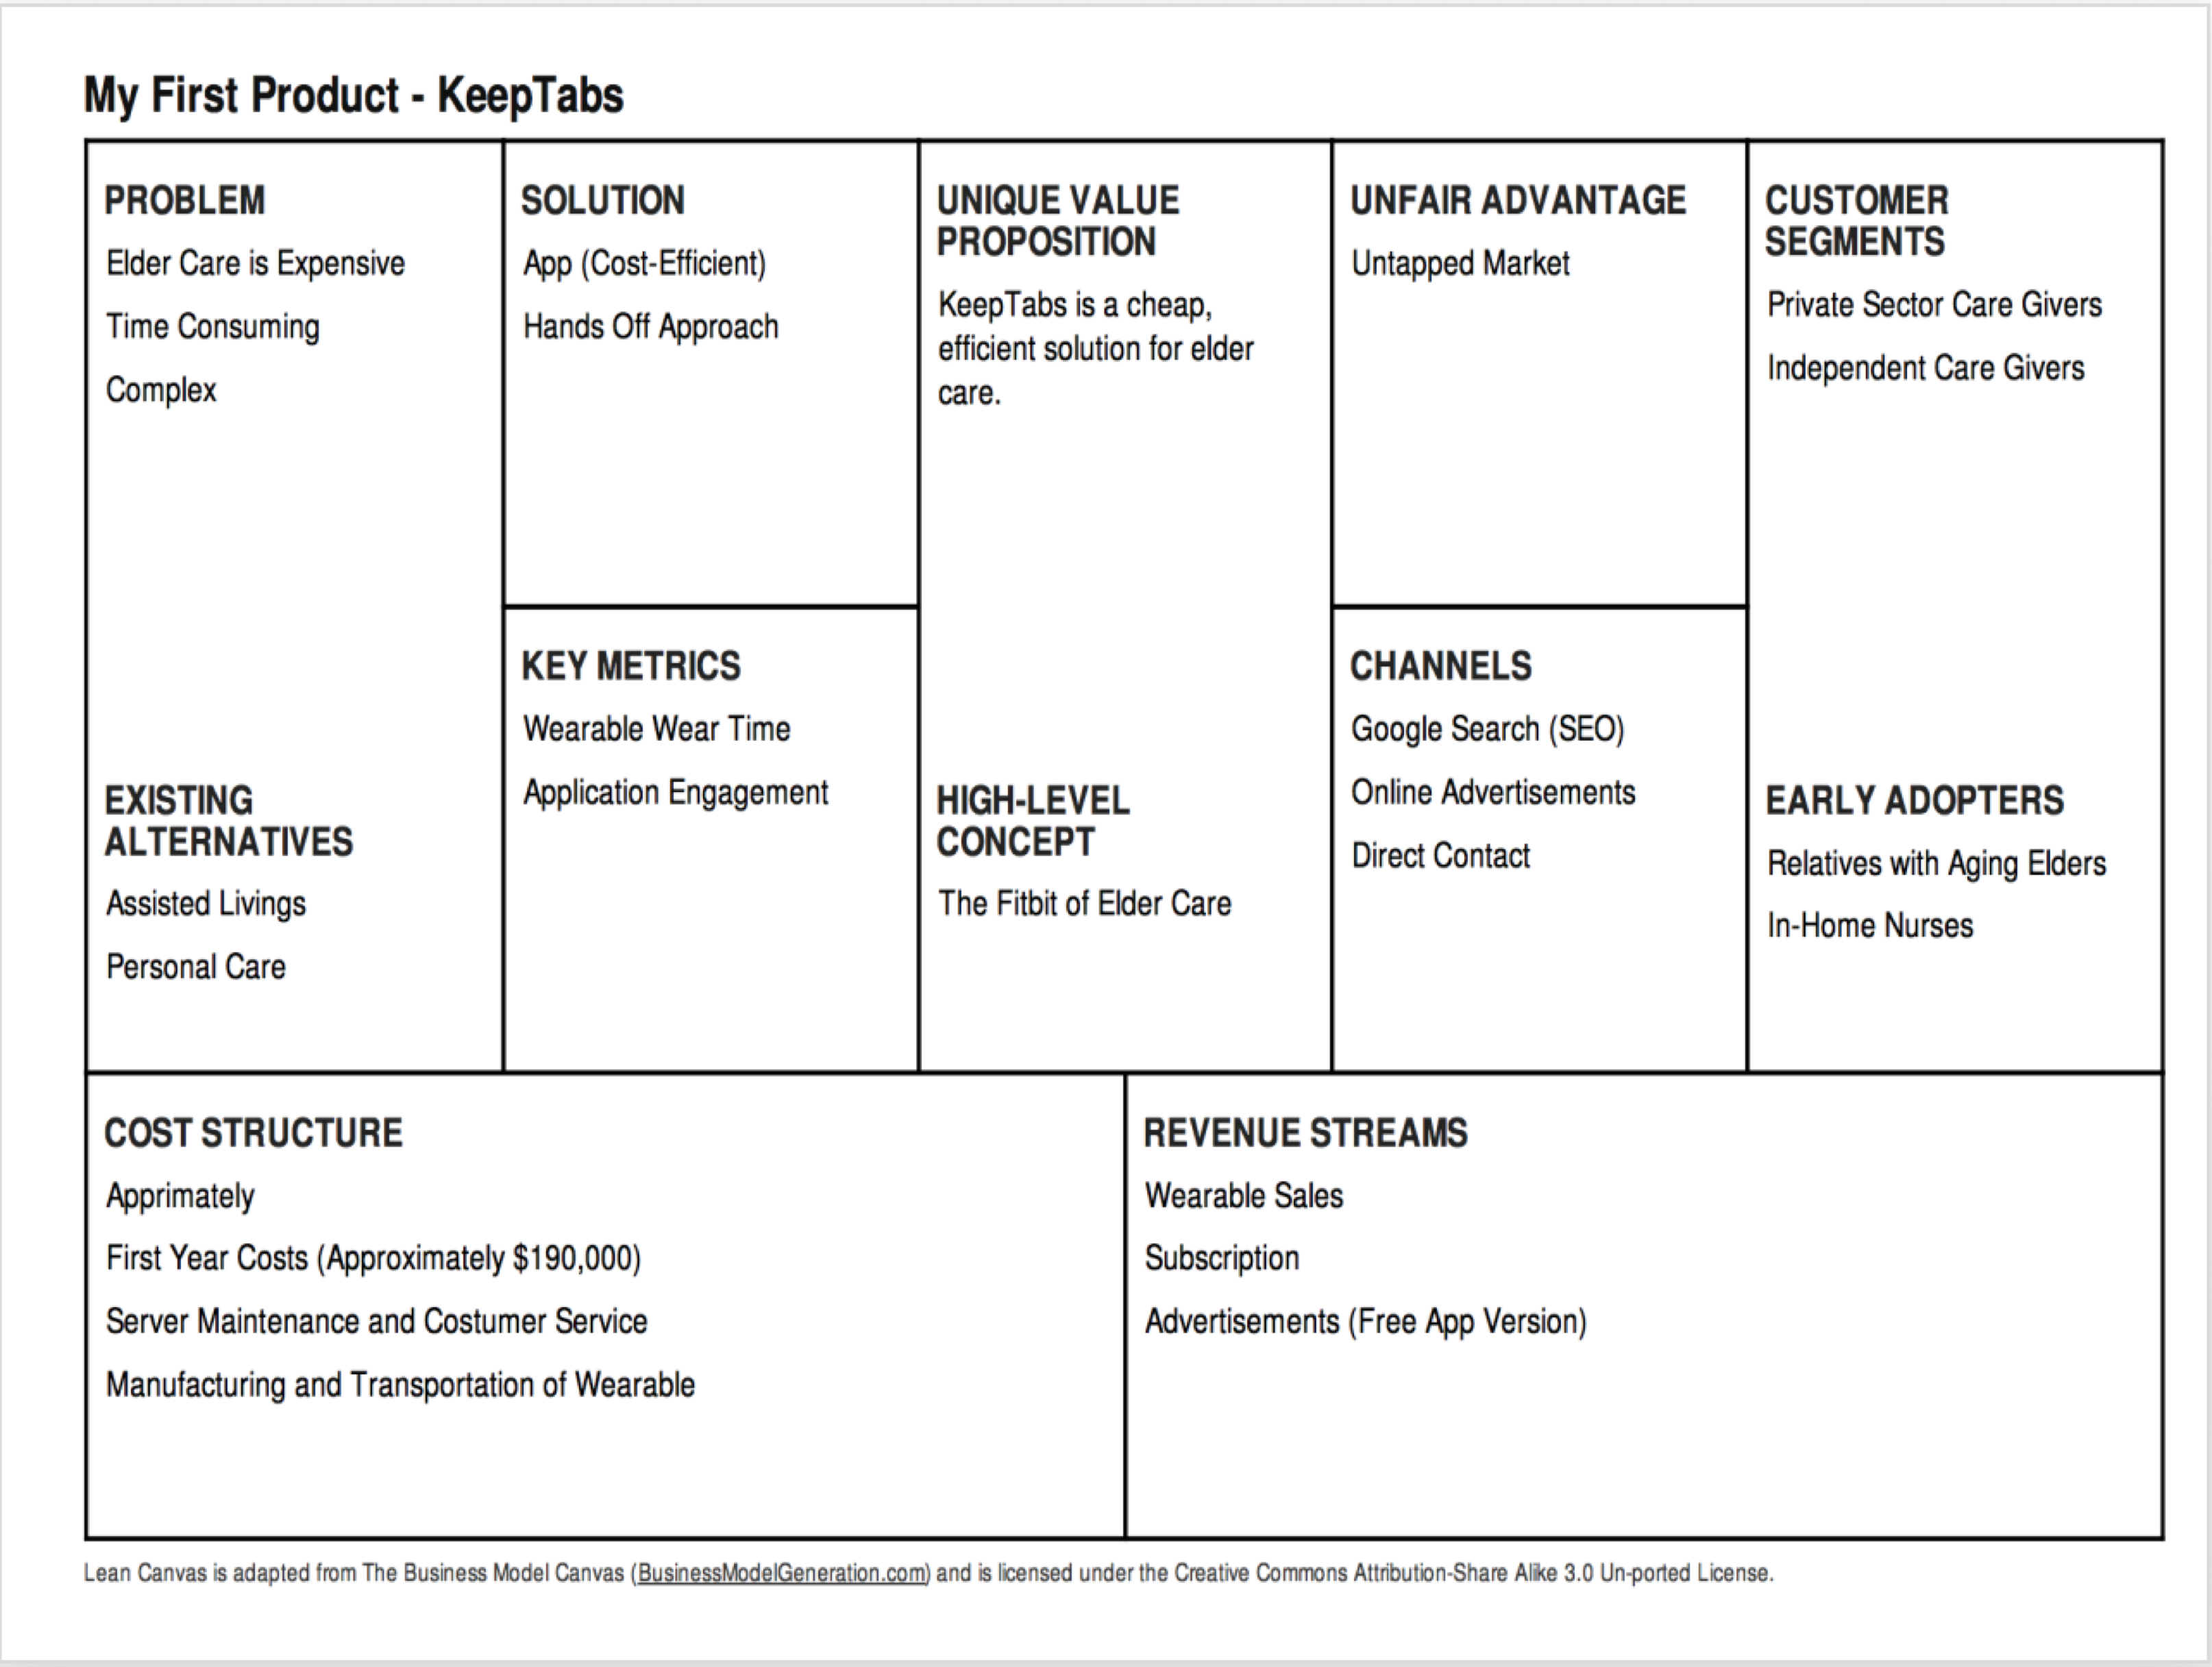 My First Product - KeepTabs
PROBLEM
Elder Care is Expensive
Time Consuming
Complex
EXISTING
ALTERNATIVES
Assisted Livings
Personal Care
SOLUTION
App (Cost-Efficient)
Hands Off Approach
KEY METRICS
Wearable Wear Time
Application Engagement
UNIQUE VALUE
PROPOSITION
KeepTabs is a cheap,
efficient solution for elder
care.
HIGH-LEVEL
CONCEPT
The Fitbit of Elder Care
UNFAIR ADVANTAGE
Untapped Market
CHANNELS
Google Search (SEO)
Online Advertisements
Direct Contact
CUSTOMER
SEGMENTS
Private Sector Care Givers
Independent Care Givers
EARLY ADOPTERS
Relatives with Aging Elders
In-Home Nurses
COST STRUCTURE
Apprimately
First Year Costs (Approximately $190,000)
Server Maintenance and Costumer Service
Manufacturing and Transportation of Wearable
REVENUE STREAMS
Wearable Sales
Subscription
Advertisements (Free App Version)
Lean Canvas is adapted from The Business Model Canvas (BusinessModelGeneration.com) and is licensed under the Creative Commons Attribution-Share Alike 3.0 Un-ported License.